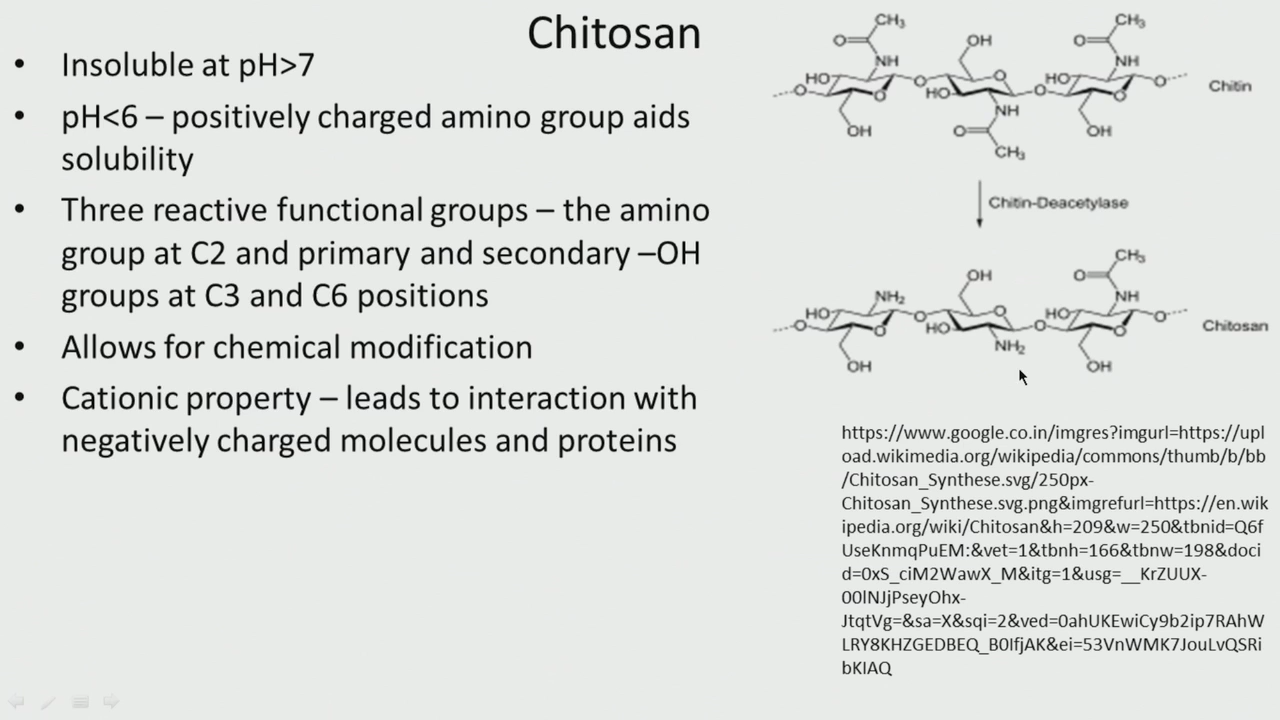 Chitosan
• Insoluble at pH>7
• pH<6 – positively charged amino group aids
solubility
• Three reactive functional groups – the amino
group at C2 and primary and secondary –OH
groups at C3 and C6 positions
• Allows for chemical modification
• Cationic property – leads to interaction with
negatively charged molecules and proteins
CH₃
CH₃
O
OH
O
NH
NH
HO
O
O
HO
O
O
HO
O
O
O
NH
OH
O
OH
CH₃
Chitin
Chitin-Deacetylase
CH₃
OH
O
NH₂
NH
HO
O
O
HO
O
O
HO
O
O
O
NH₂
OH
OH
Chitosan
https://www.google.co.in/imgres?imgurl=https://upl
oad.wikimedia.org/wikipedia/commons/thumb/b/bb
/Chitosan_Synthese.svg/250px-
Chitosan_Synthese.svg.png&imgrefurl=https://en.wik
ipedia.org/wiki/Chitosan&h=209&w=250&tbnid=Q6f
UseKnmqPuEM:&vet=1&tbnh=166&tbnw=198&doci
d=0xS_ciM2WawX_M&itg=1&usg=__KrZUUX-
00lNJjPseyOhx-
JtqtVg=&sa=X&sqi=2&ved=0ahUKEwiCy9b2ip7RAhW
LRY8KHZGEDBEQ_B0IfjAK&ei=53VnWMK7JouLvQSRi
bKIAQ